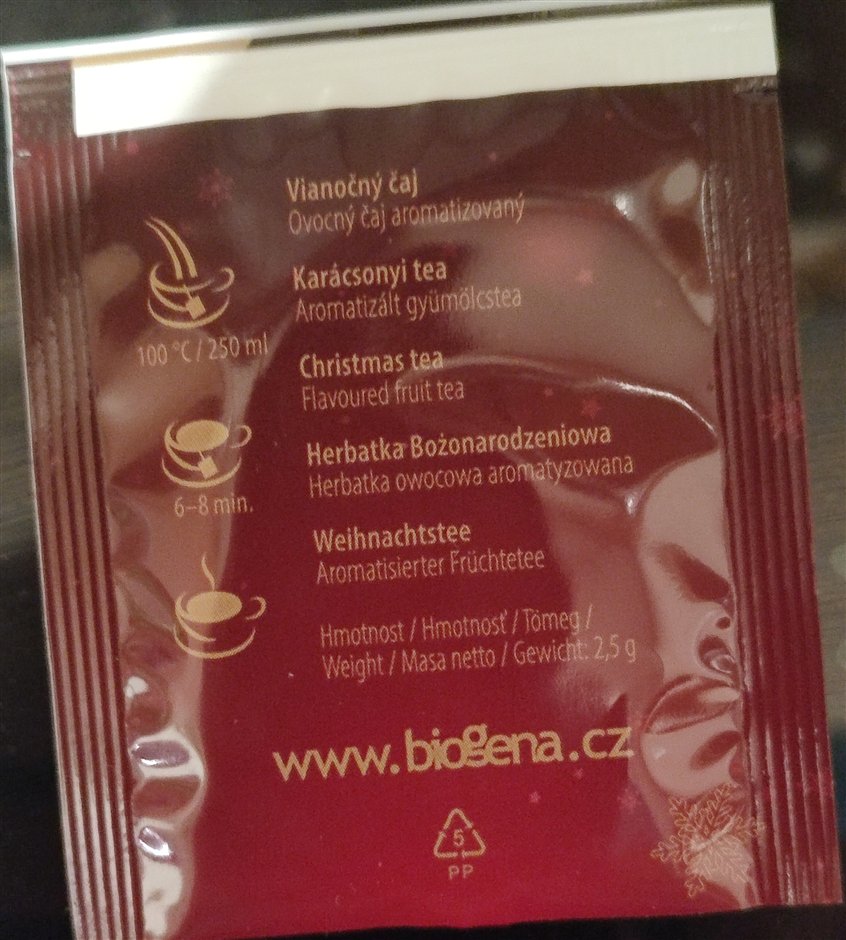 Vianočný čaj
Ovocný čaj aromatizovaný
Karácsonyi tea
Aromatizált gyümölcstea
100 °C / 250 ml
Christmas tea
Flavoured fruit tea
Herbatka Bożonarodzeniowa
Herbatka owocowa aromatyzowana
6–8 min.
Weihnachtstee
Aromatisierter Früchtetee
Hmotnost / Hmotnosť / Tömeg /
Weight / Masa netto / Gewicht: 2,5 g
www.biogena.cz
5
PP